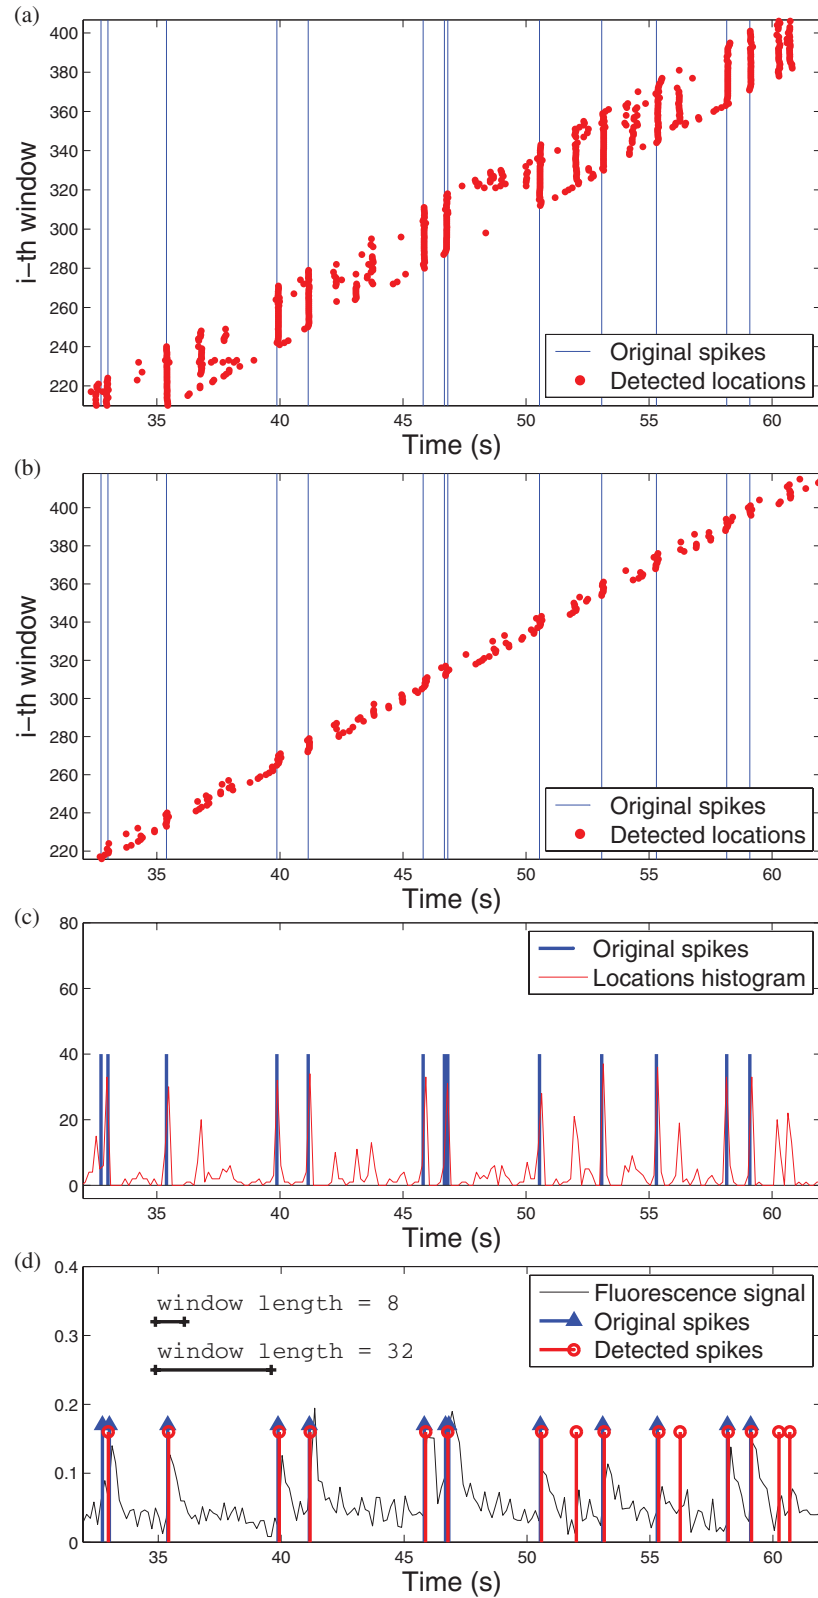 (a)
400
380
360
340
320
300
280
260
240
220
i-th window
Original spikes
Detected locations
35 40 45 50 55 60
Time (s)
(b)
400
380
360
340
320
300
280
260
240
220
i-th window
Original spikes
Detected locations
35 40 45 50 55 60
Time (s)
(c)
80
60
40
20
0
Original spikes
Locations histogram
35 40 45 50 55 60
Time (s)
(d)
0.4
0.3
0.2
0.1
0
window length = 8
window length = 32
Fluorescence signal
Original spikes
Detected spikes
35 40 45 50 55 60
Time (s)